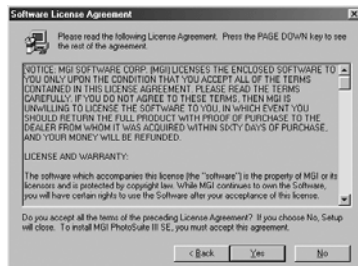 Software License Agreement
Please read the following License Agreement. Press the PAGE DOWN key to see
the rest of the agreement.
NOTICE: MGI SOFTWARE CORP. (MGI) LICENSES THE ENCLOSED SOFTWARE TO
YOU ONLY UPON THE CONDITION THAT YOU ACCEPT ALL OF THE TERMS
CONTAINED IN THIS LICENSE AGREEMENT. PLEASE READ THE TERMS
CAREFULLY. IF YOU DO NOT AGREE TO THESE TERMS, THEN MGI IS
UNWILLING TO LICENSE THE SOFTWARE TO YOU, IN WHICH EVENT YOU
SHOULD RETURN THE FULL PRODUCT WITH PROOF OF PURCHASE TO THE
DEALER FROM WHOM IT WAS ACQUIRED WITHIN SIXTY DAYS OF PURCHASE,
AND YOUR MONEY WILL BE REFUNDED.
LICENSE AND WARRANTY:
The software which accompanies this license (the "software") is the property of MGI or its
licensors and is protected by copyright law. While MGI continues to own the Software,
you will have certain rights to use the Software after your acceptance of this license.
Do you accept all the terms of the preceding License Agreement? If you choose No, Setup
will close. To install MGI PhotoSuite III SE, you must accept this agreement.
< Back Yes No